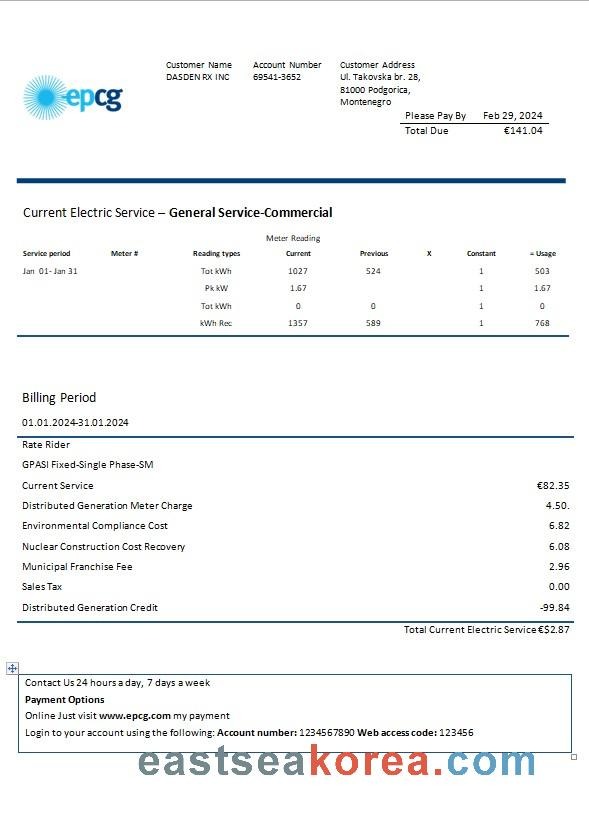 epcg
Customer Name Account Number Customer Address
DASDEN RX INC 69541-3652 Ul. Takovska br. 28,
81000 Podgorica,
Montenegro
Please Pay By Feb 29, 2024
Total Due €141.04
Current Electric Service – General Service-Commercial
Meter Reading
Service period Meter # Reading types Current Previous X Constant = Usage
Jan 01- Jan 31 Tot kWh 1027 524 1 503
Pk kW 1.67 1 1.67
Tot kWh 0 0 1 0
kWh Rec 1357 589 1 768
Billing Period
01.01.2024-31.01.2024
Rate Rider
GPASI Fixed-Single Phase-SM
Current Service €82.35
Distributed Generation Meter Charge 4.50.
Environmental Compliance Cost 6.82
Nuclear Construction Cost Recovery 6.08
Municipal Franchise Fee 2.96
Sales Tax 0.00
Distributed Generation Credit -99.84
Total Current Electric Service €$2.87
Contact Us 24 hours a day, 7 days a week
Payment Options
Online Just visit www.epcg.com my payment
Login to your account using the following: Account number: 1234567890 Web access code: 123456
eastseakorea.com